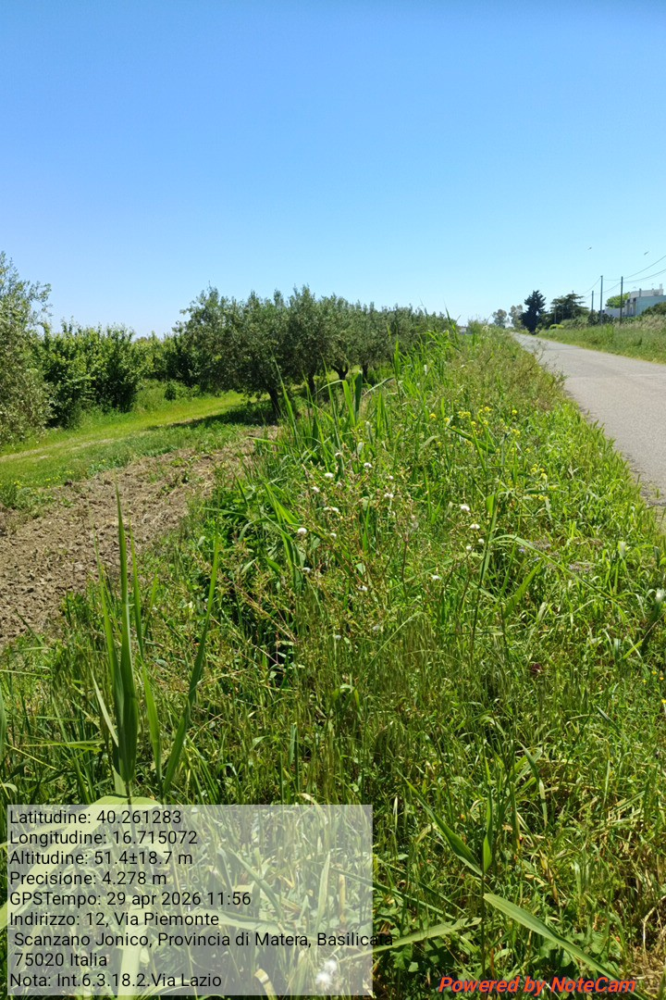 Latitudine: 40.261283
Longitudine: 16.715072
Altitudine: 51.4±18.7 m
Precisione: 4.278 m
GPSTempo: 29 apr 2026 11:56
Indirizzo: 12, Via Piemonte
Scanzano Jonico, Provincia di Matera, Basilicata
75020 Italia
Nota: Int.6.3.18.2.Via Lazio
Powered by NoteCam